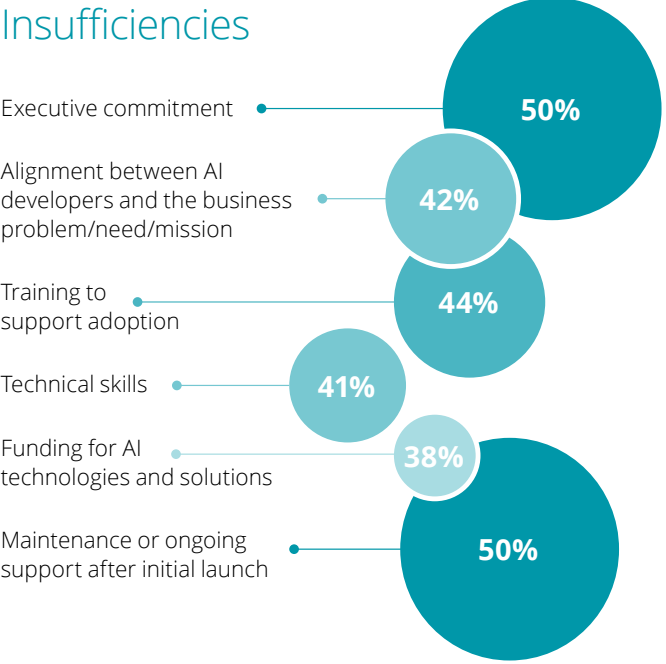 Insufficiencies
Executive commitment
50%
Alignment between AI
developers and the business
problem/need/mission
42%
Training to
support adoption
44%
Technical skills
41%
Funding for AI
technologies and solutions
38%
Maintenance or ongoing
support after initial launch
50%